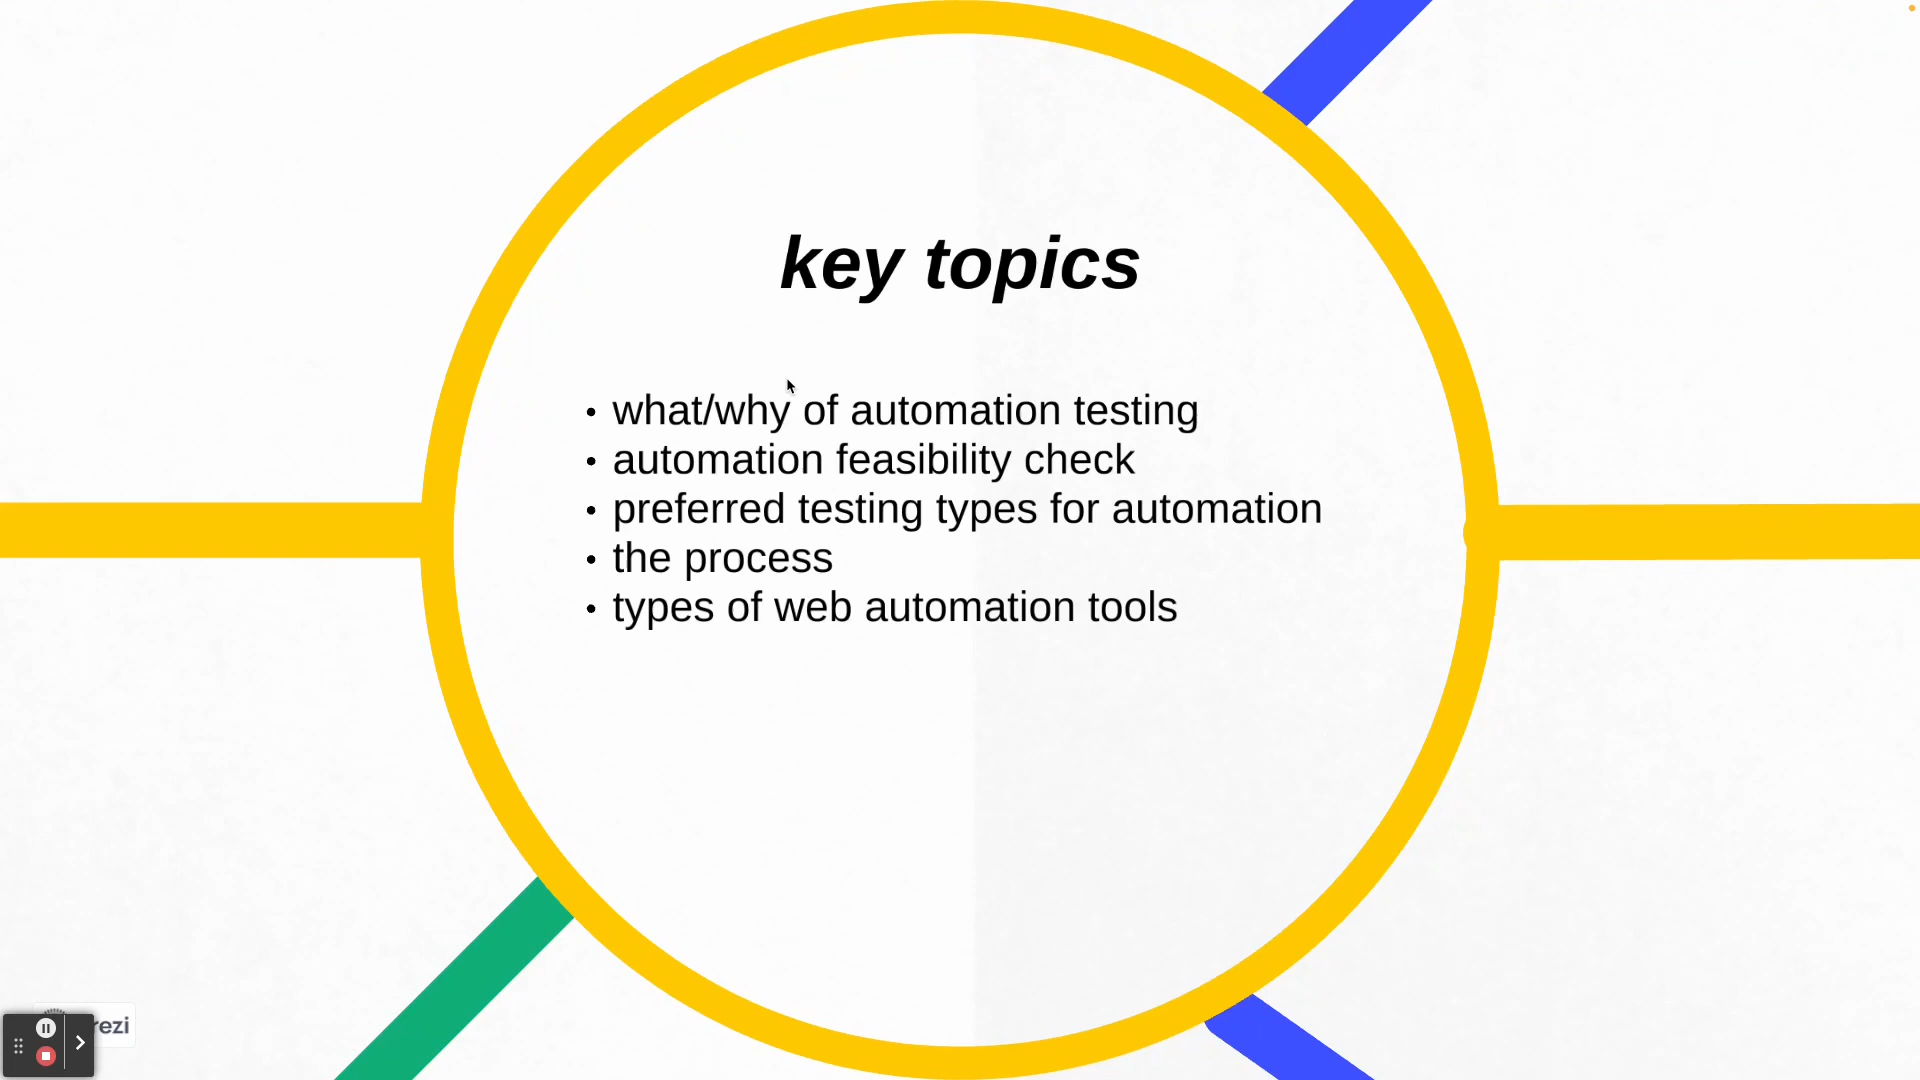 key topics
• what/why of automation testing
• automation feasibility check
• preferred testing types for automation
• the process
• types of web automation tools
rezi